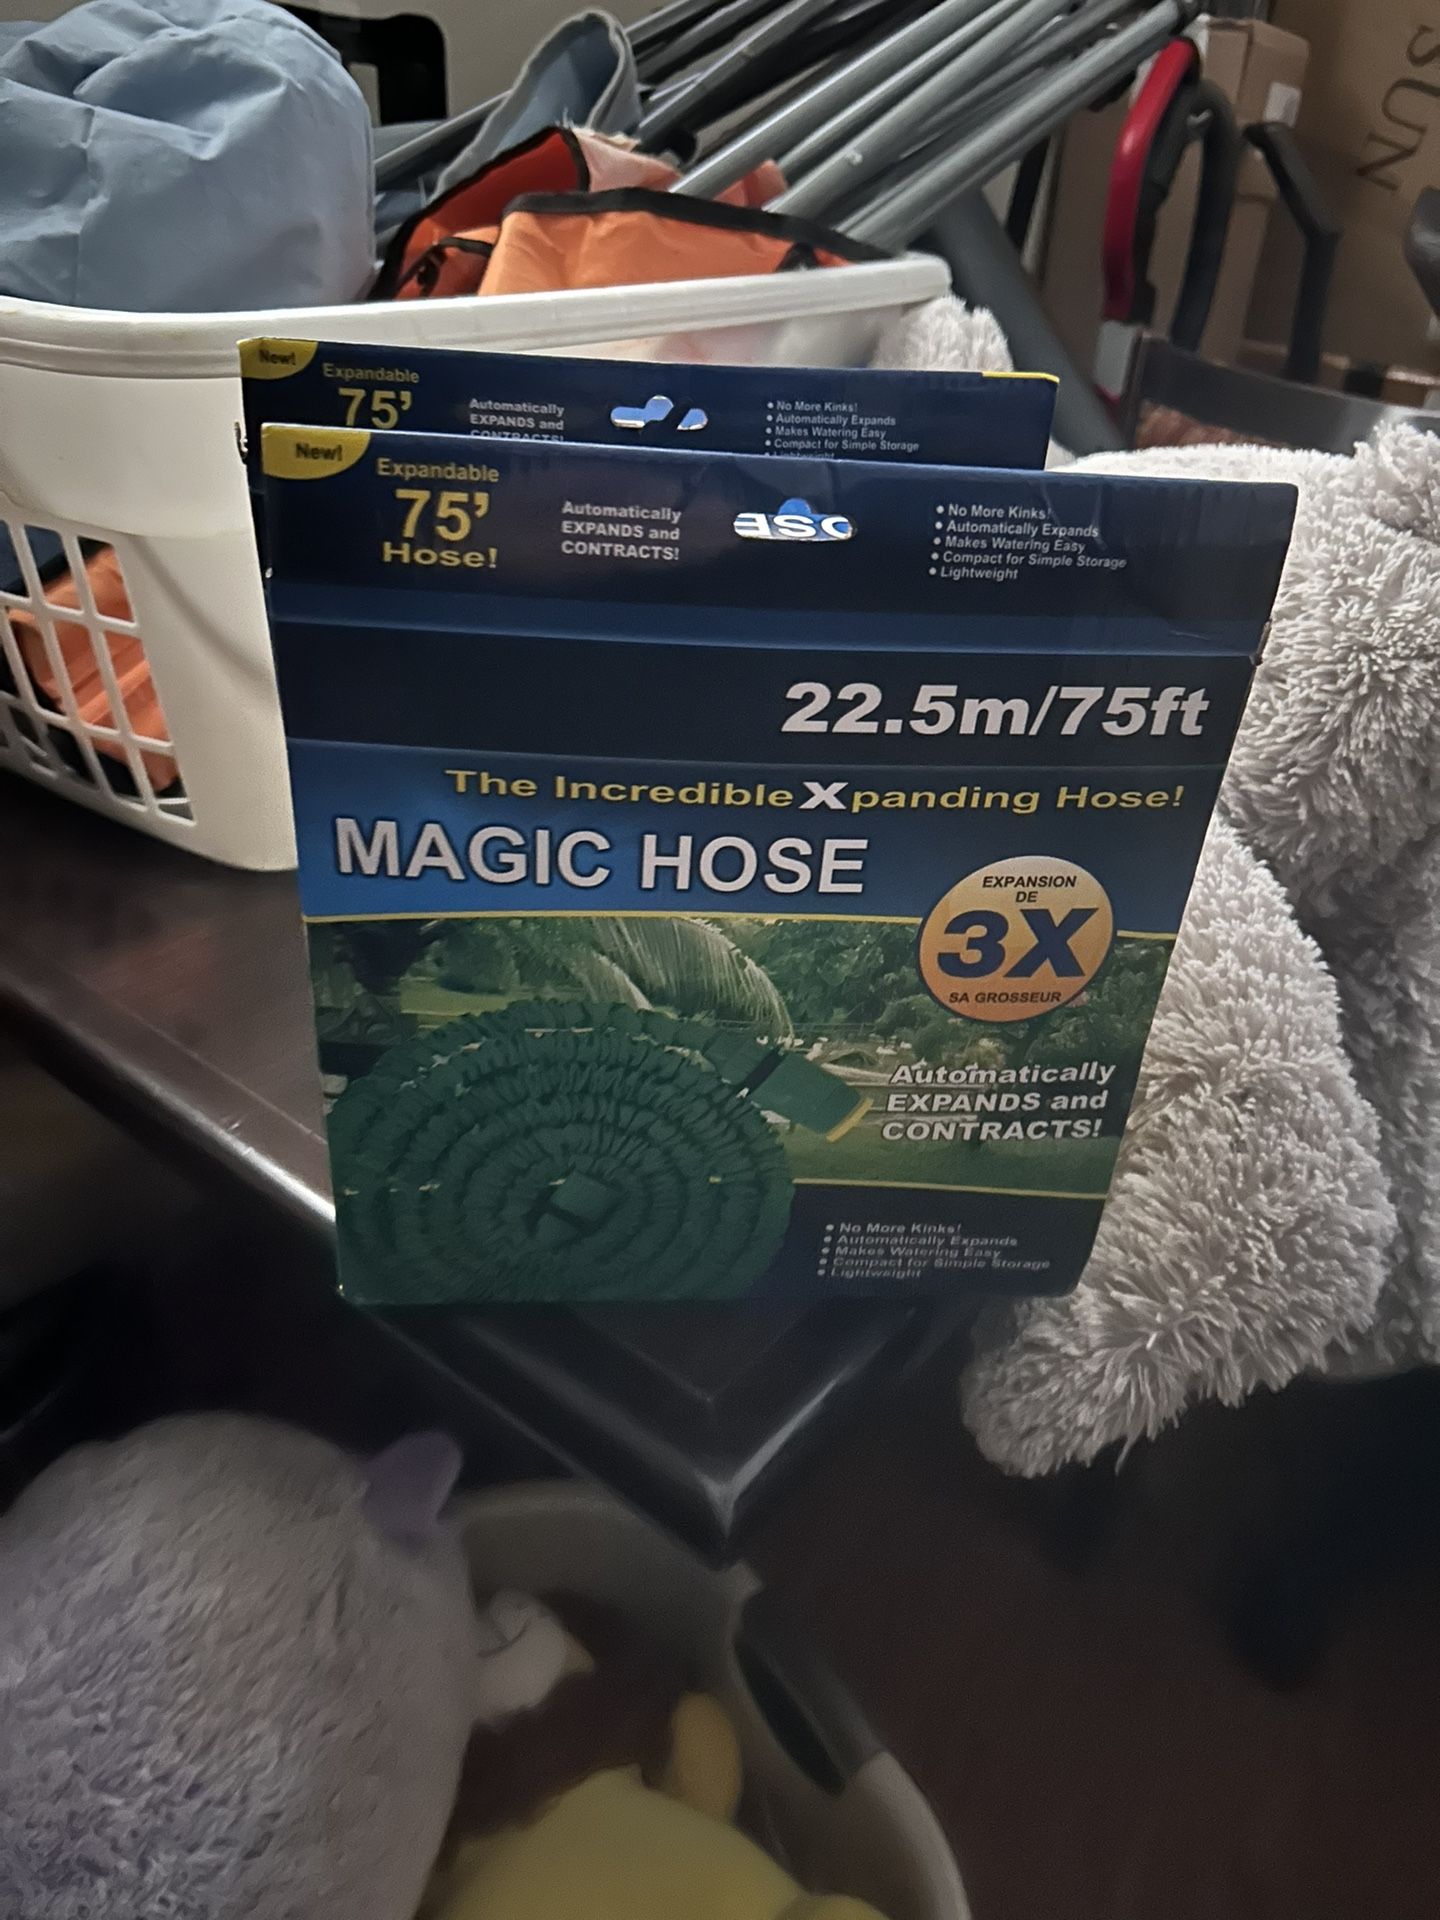 SUN
New!
Expandable
75’
Automatically
EXPANDS and
CONTRACTS!
• No More Kinks!
• Automatically Expands
• Makes Watering Easy
• Compact for Simple Storage
• Lightweight
New!
Expandable
75’
Hose!
Automatically
EXPANDS and
CONTRACTS!
• No More Kinks!
• Automatically Expands
• Makes Watering Easy
• Compact for Simple Storage
• Lightweight
22.5m/75ft
The Incredible Xpanding Hose!
MAGIC HOSE
EXPANSION
DE
3X
SA GROSSEUR
Automatically
EXPANDS and
CONTRACTS!
• No More Kinks!
• Automatically Expands
• Makes Watering Easy
• Compact for Simple Storage
• Lightweight